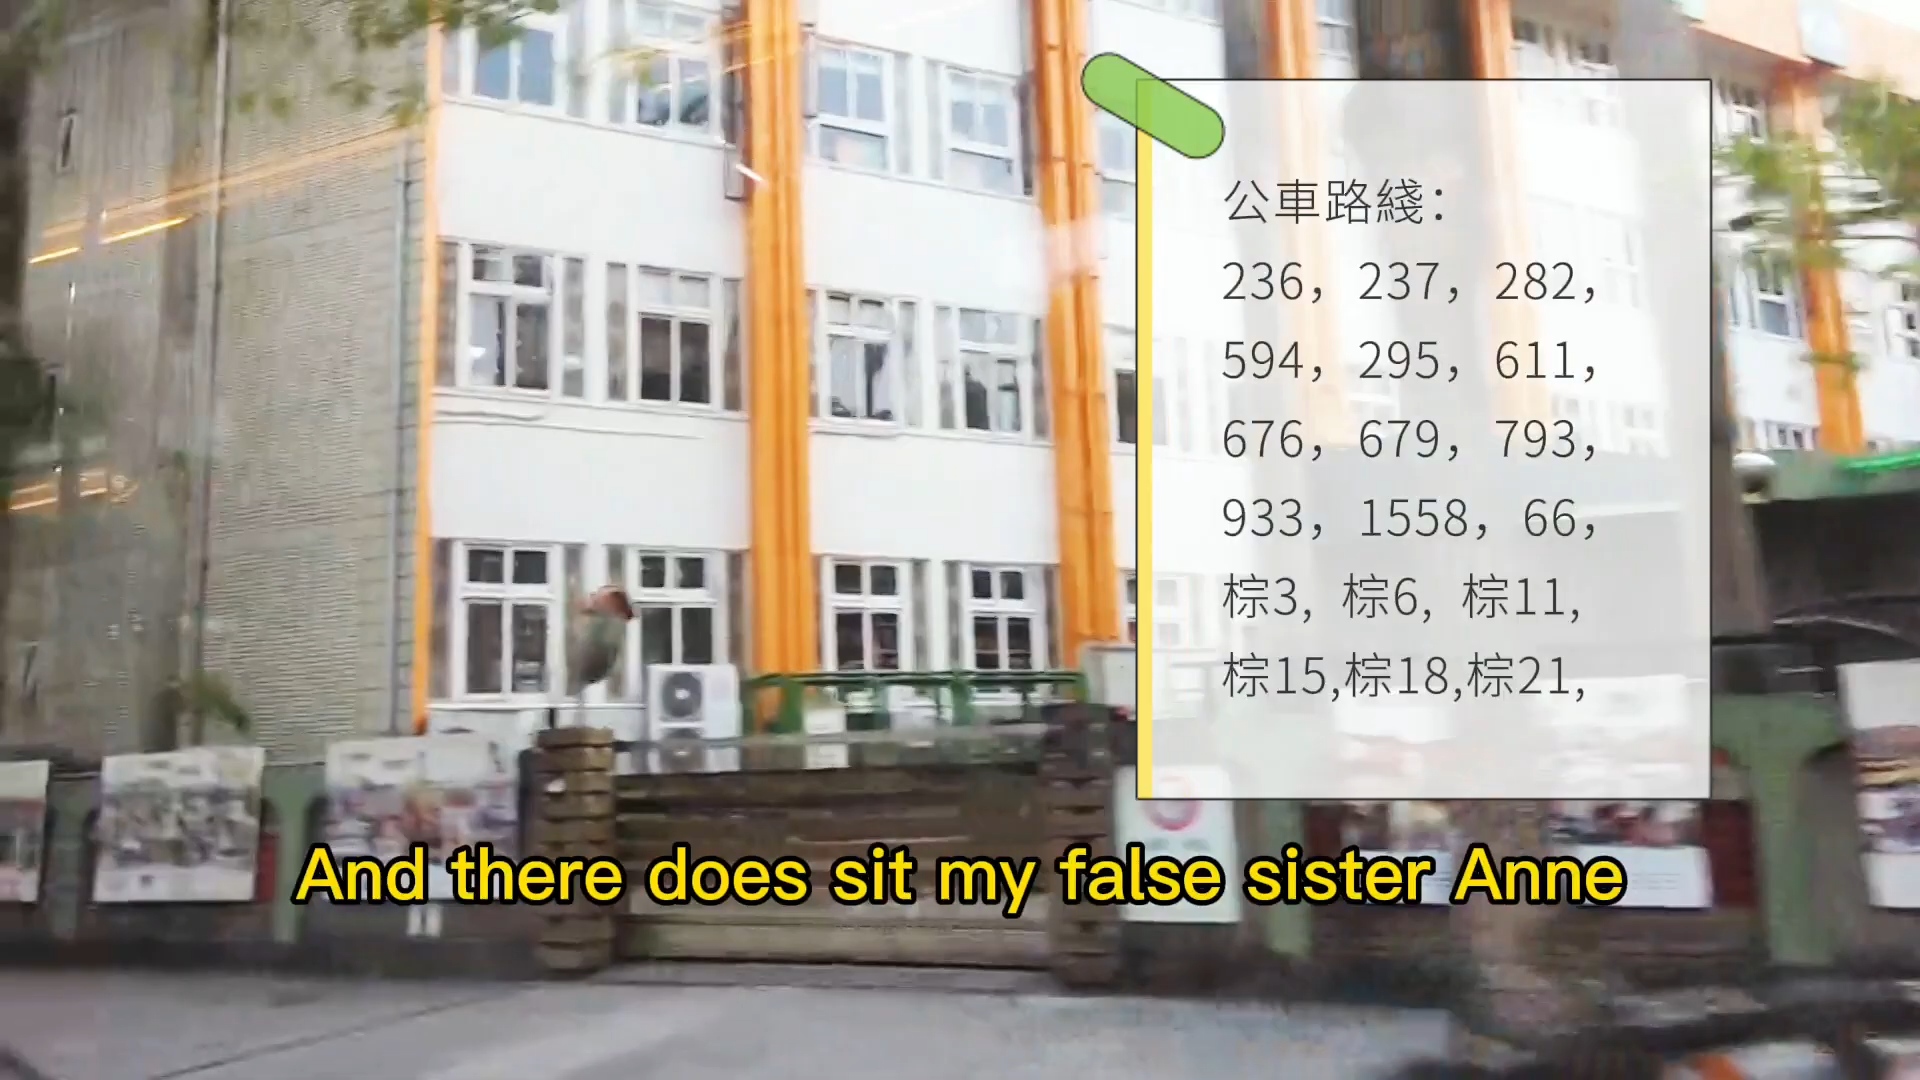 公車路綫：
236，237，282，
594，295，611，
676，679，793，
933，1558，66，
棕3, 棕6, 棕11,
棕15,棕18,棕21,
And there does sit my false sister Anne